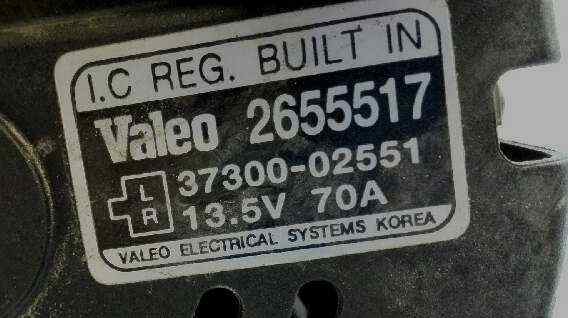 I.C REG. BUILT IN
Valeo 2655517
L 37300-02551
R 13.5V 70A
VALEO ELECTRICAL SYSTEMS KOREA